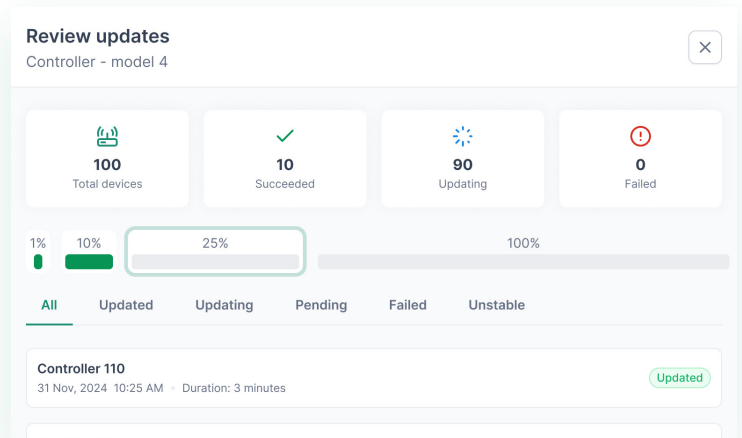 Review updates
Controller - model 4
100
Total devices
10
Succeeded
90
Updating
0
Failed
1% 10% 25% 100%
All Updated Updating Pending Failed Unstable
Controller 110
31 Nov, 2024 10:25 AM • Duration: 3 minutes
Updated